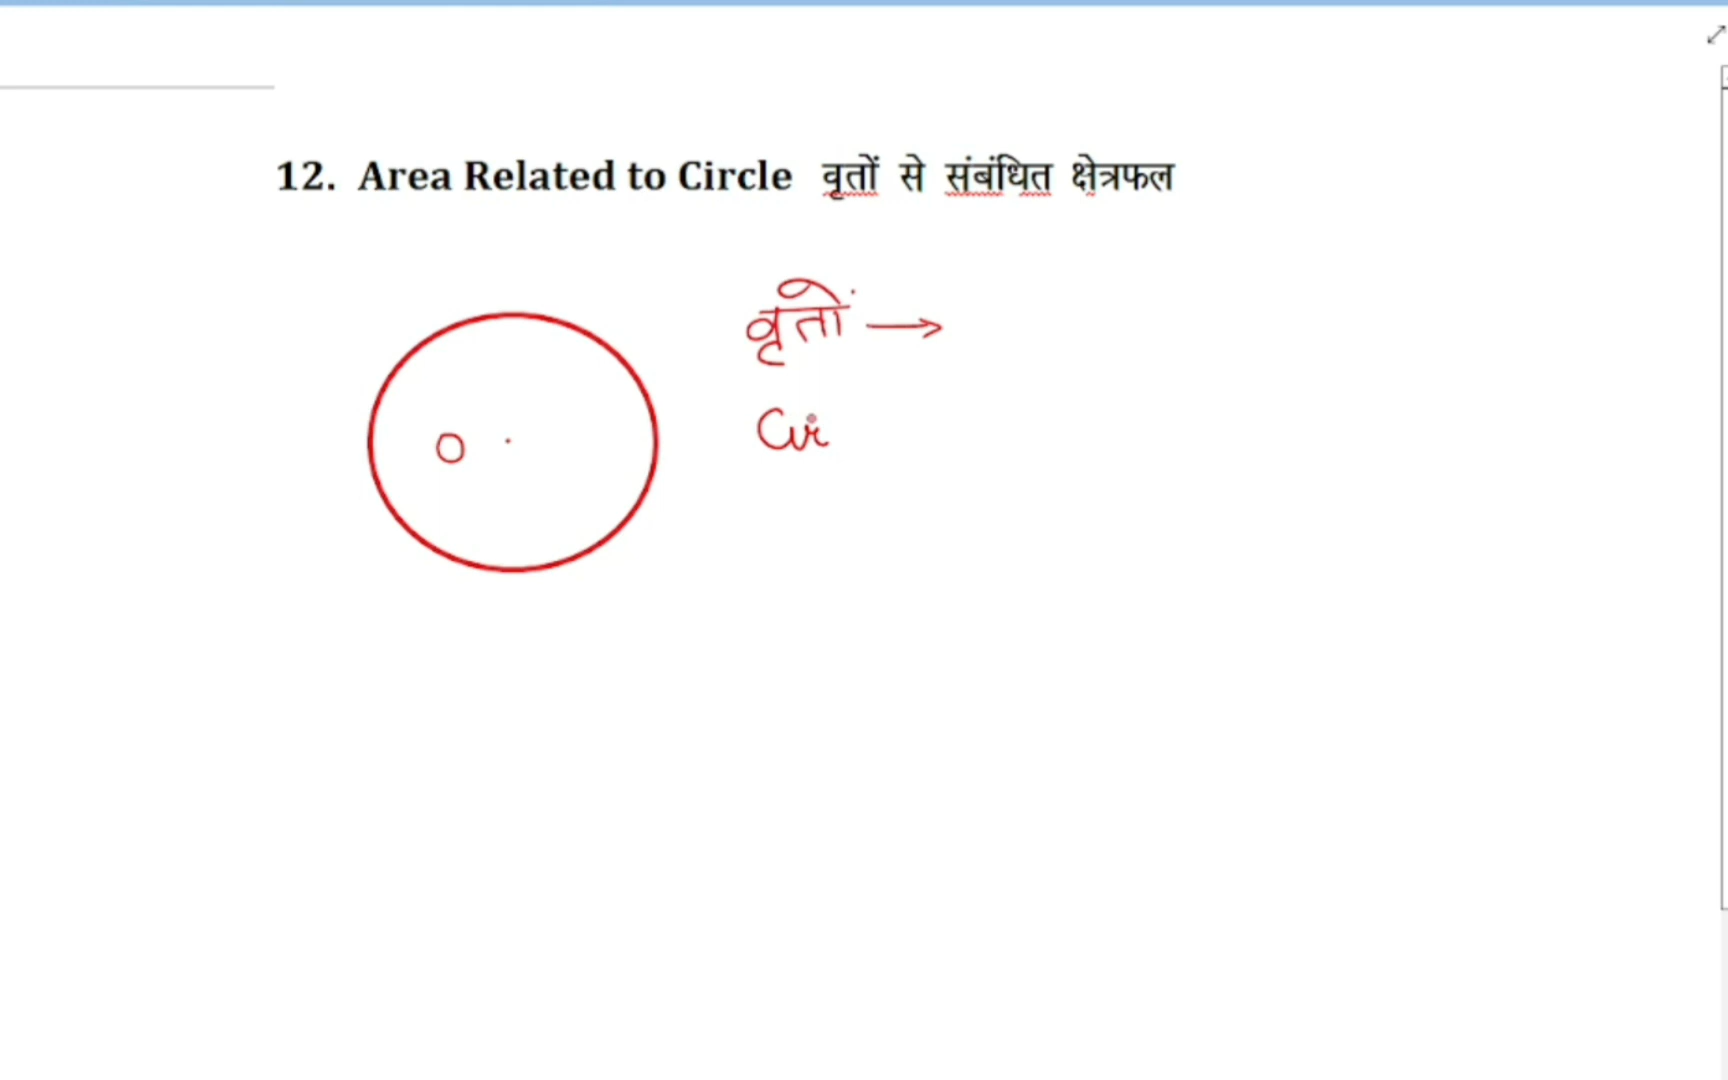 12. Area Related to Circle वृतों से संबंधित क्षेत्रफल
वृतों →
O
Cir